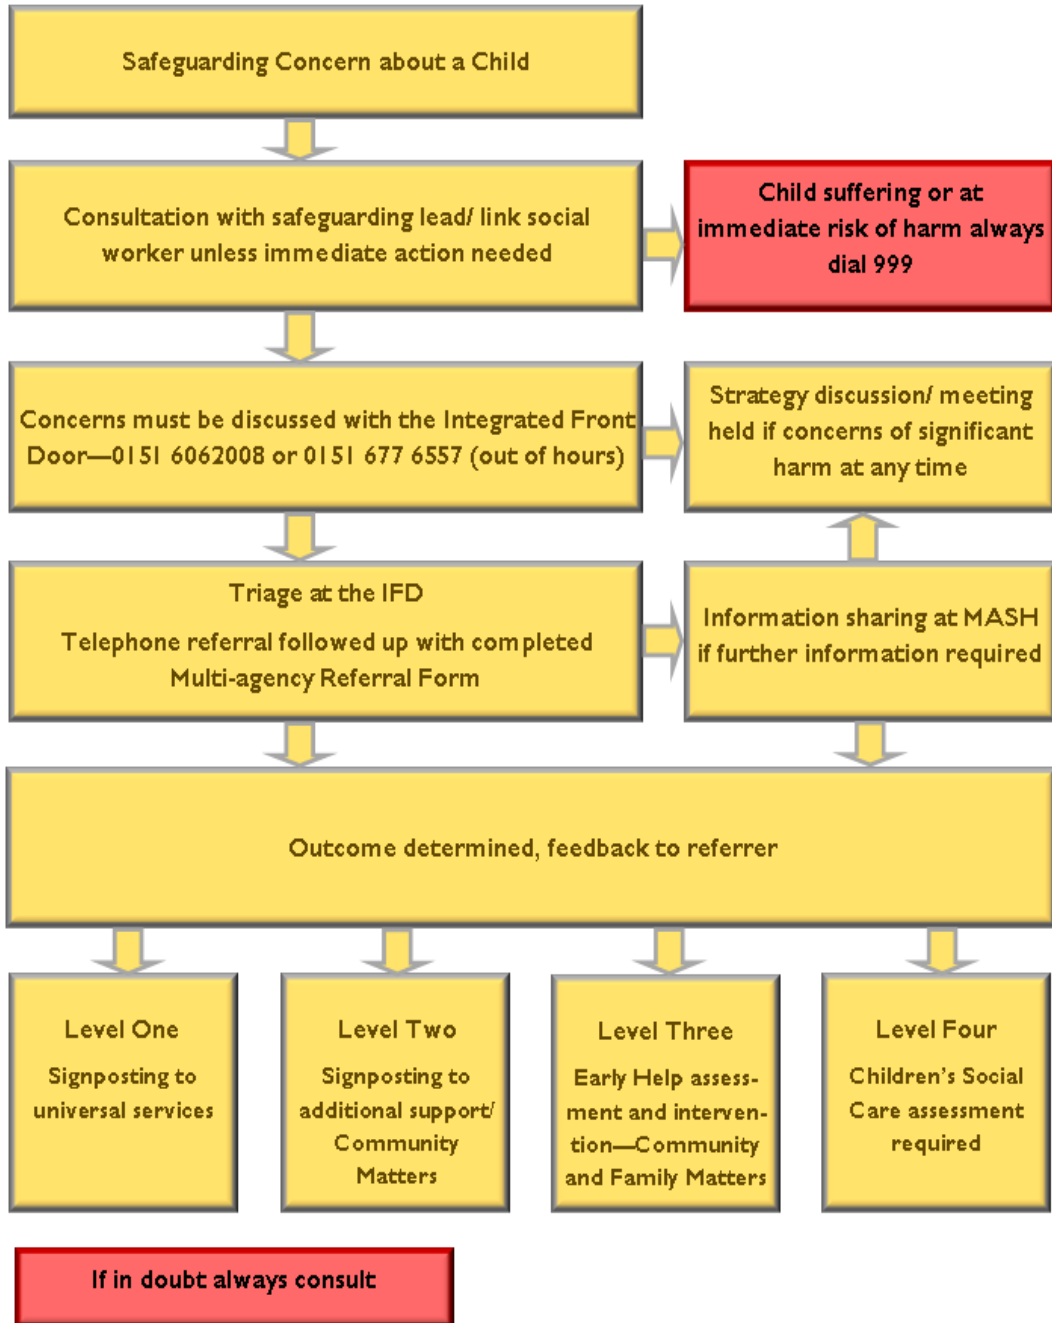 Safeguarding Concern about a Child
Consultation with safeguarding lead/ link social
worker unless immediate action needed
Child suffering or at
immediate risk of harm always
dial 999
Concerns must be discussed with the Integrated Front
Door—0151 6062008 or 0151 677 6557 (out of hours)
Strategy discussion/ meeting
held if concerns of significant
harm at any time
Triage at the IFD
Telephone referral followed up with completed
Multi-agency Referral Form
Information sharing at MASH
if further information required
Outcome determined, feedback to referrer
Level One
Signposting to
universal services
Level Two
Signposting to
additional support/
Community
Matters
Level Three
Early Help assess-
ment and interven-
tion—Community
and Family Matters
Level Four
Children’s Social
Care assessment
required
If in doubt always consult